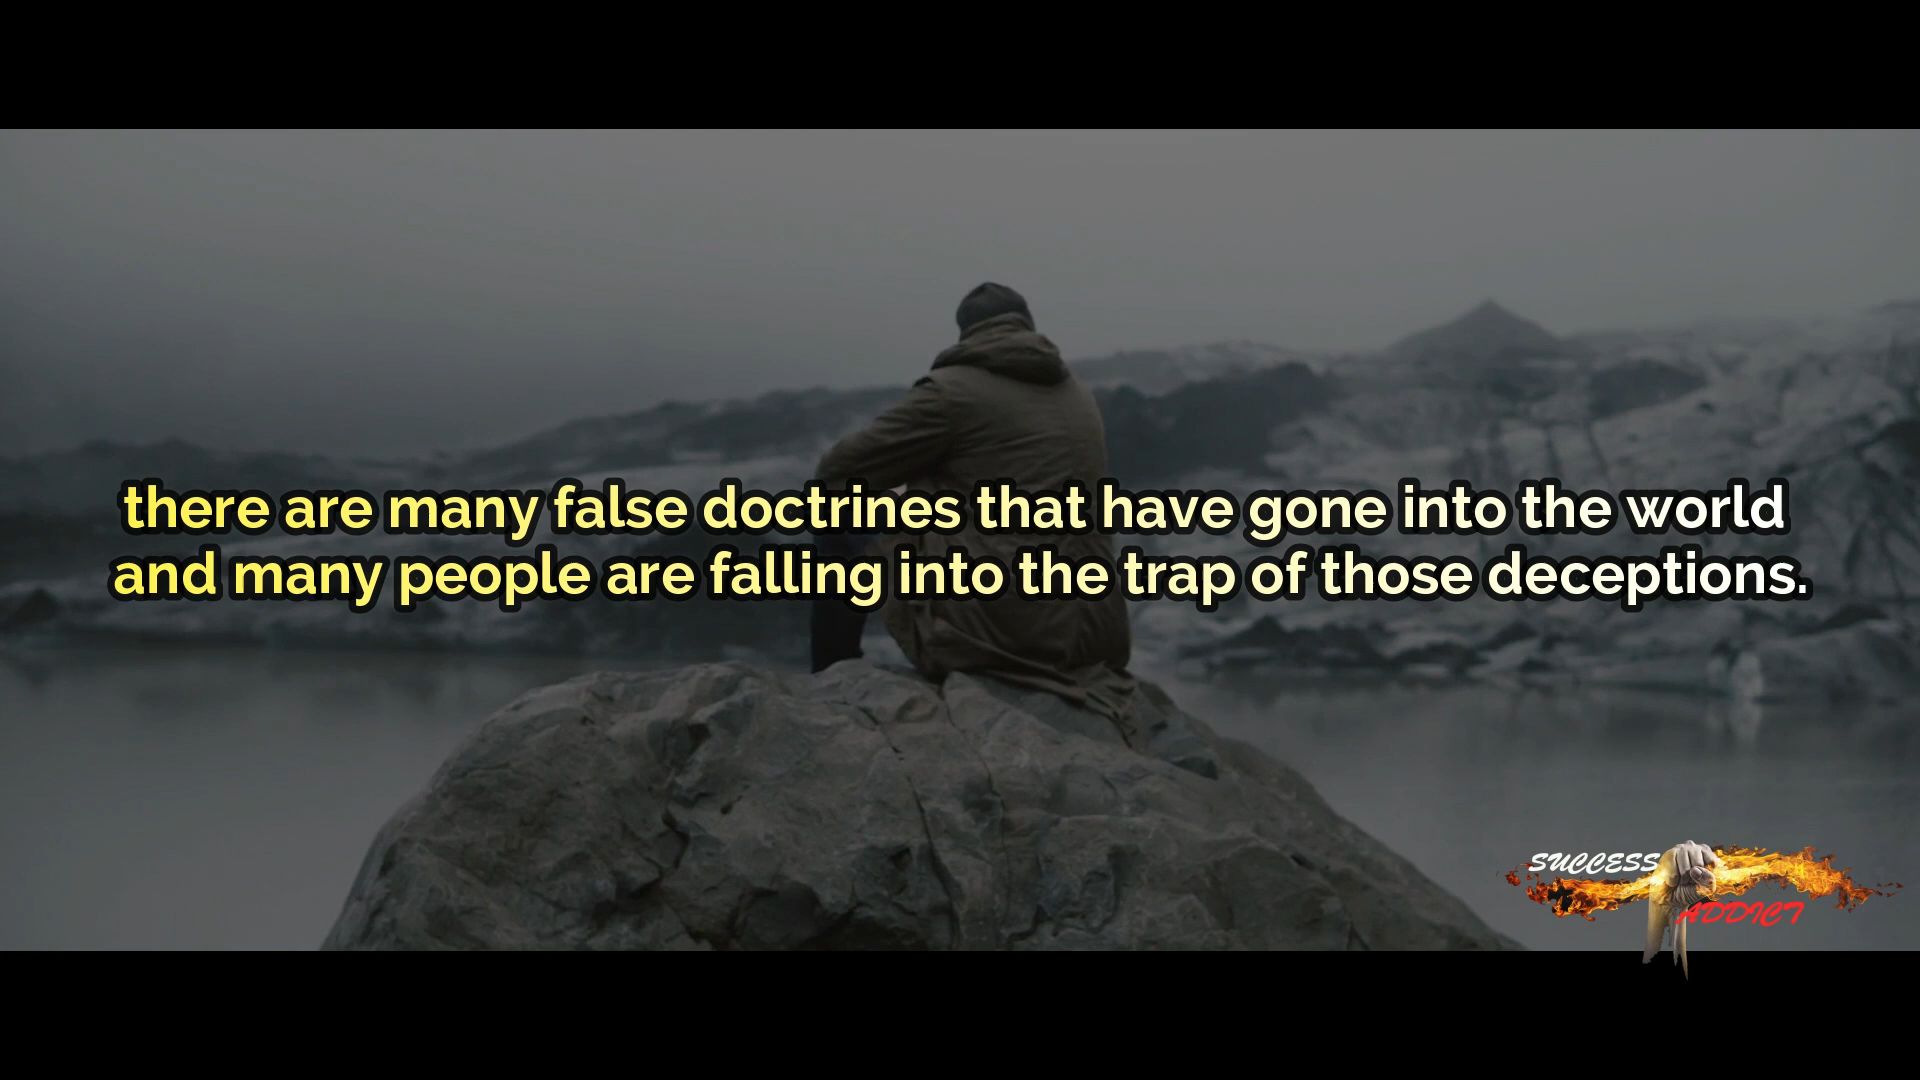 there are many false doctrines that have gone into the world
and many people are falling into the trap of those deceptions.
SUCCESS
ADDICT